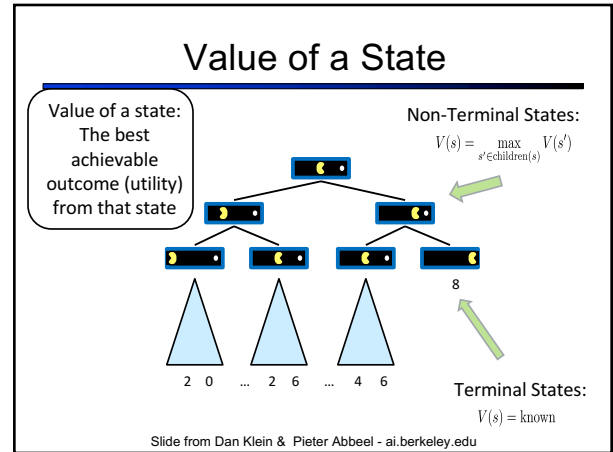 Value of a State
Value of a state:
The best
achievable
outcome (utility)
from that state
Non-Terminal States:
V(s) = max V(s′)
s′∈children(s)
8
2 0 ... 2 6 ... 4 6
Terminal States:
V(s) = known
Slide from Dan Klein & Pieter Abbeel - ai.berkeley.edu